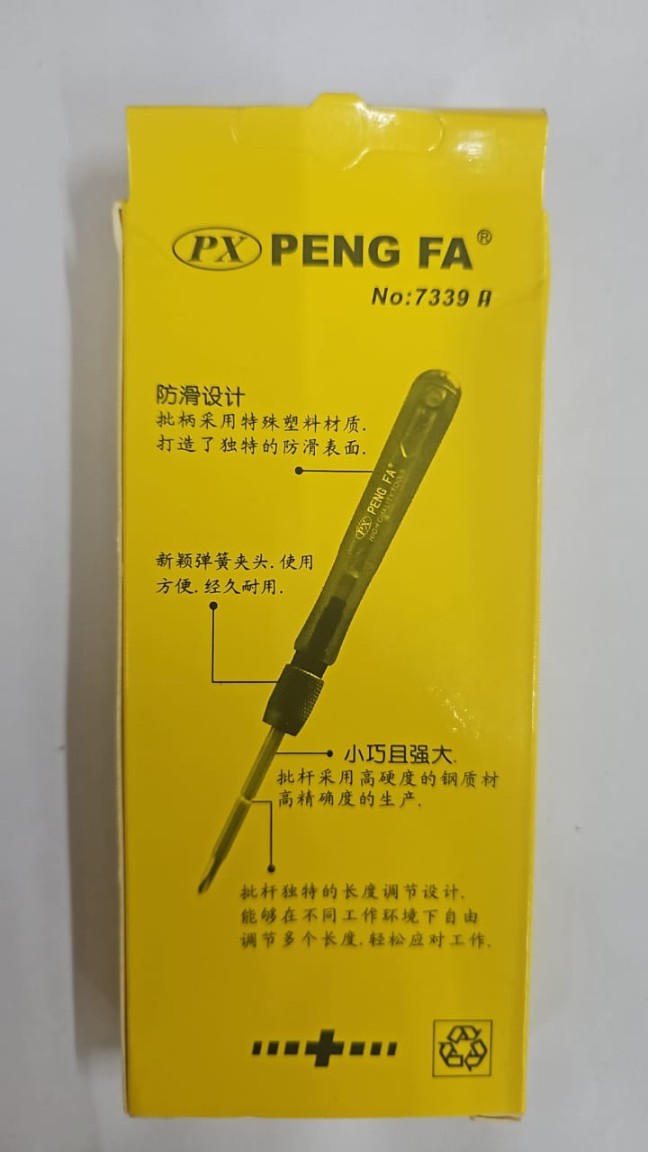 PX PENG FA®
No:7339 A
防滑设计
批柄采用特殊塑料材质.
打造了独特的防滑表面.
PX PENG FA®
HIGH QUALITY TOOLS
新颖弹簧夹头.使用
方便.经久耐用.
小巧且强大.
批杆采用高硬度的钢质材
高精确度的生产.
批杆独特的长度调节设计.
能够在不同工作环境下自由
调节多个长度.轻松应对工作.